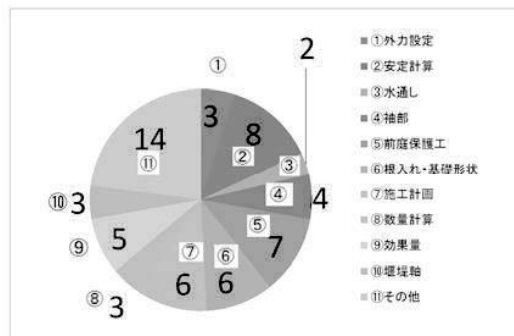 ①
2
3
8
②
③
④
4
⑤
7
⑥
6
⑦
6
⑧
3
⑨
5
⑩
3
14
⑪
①外力設定
②安定計算
③水通し
④袖部
⑤前庭保護工
⑥根入れ・基礎形状
⑦施工計画
⑧数量計算
⑨効果量
⑩堰堤軸
⑪その他